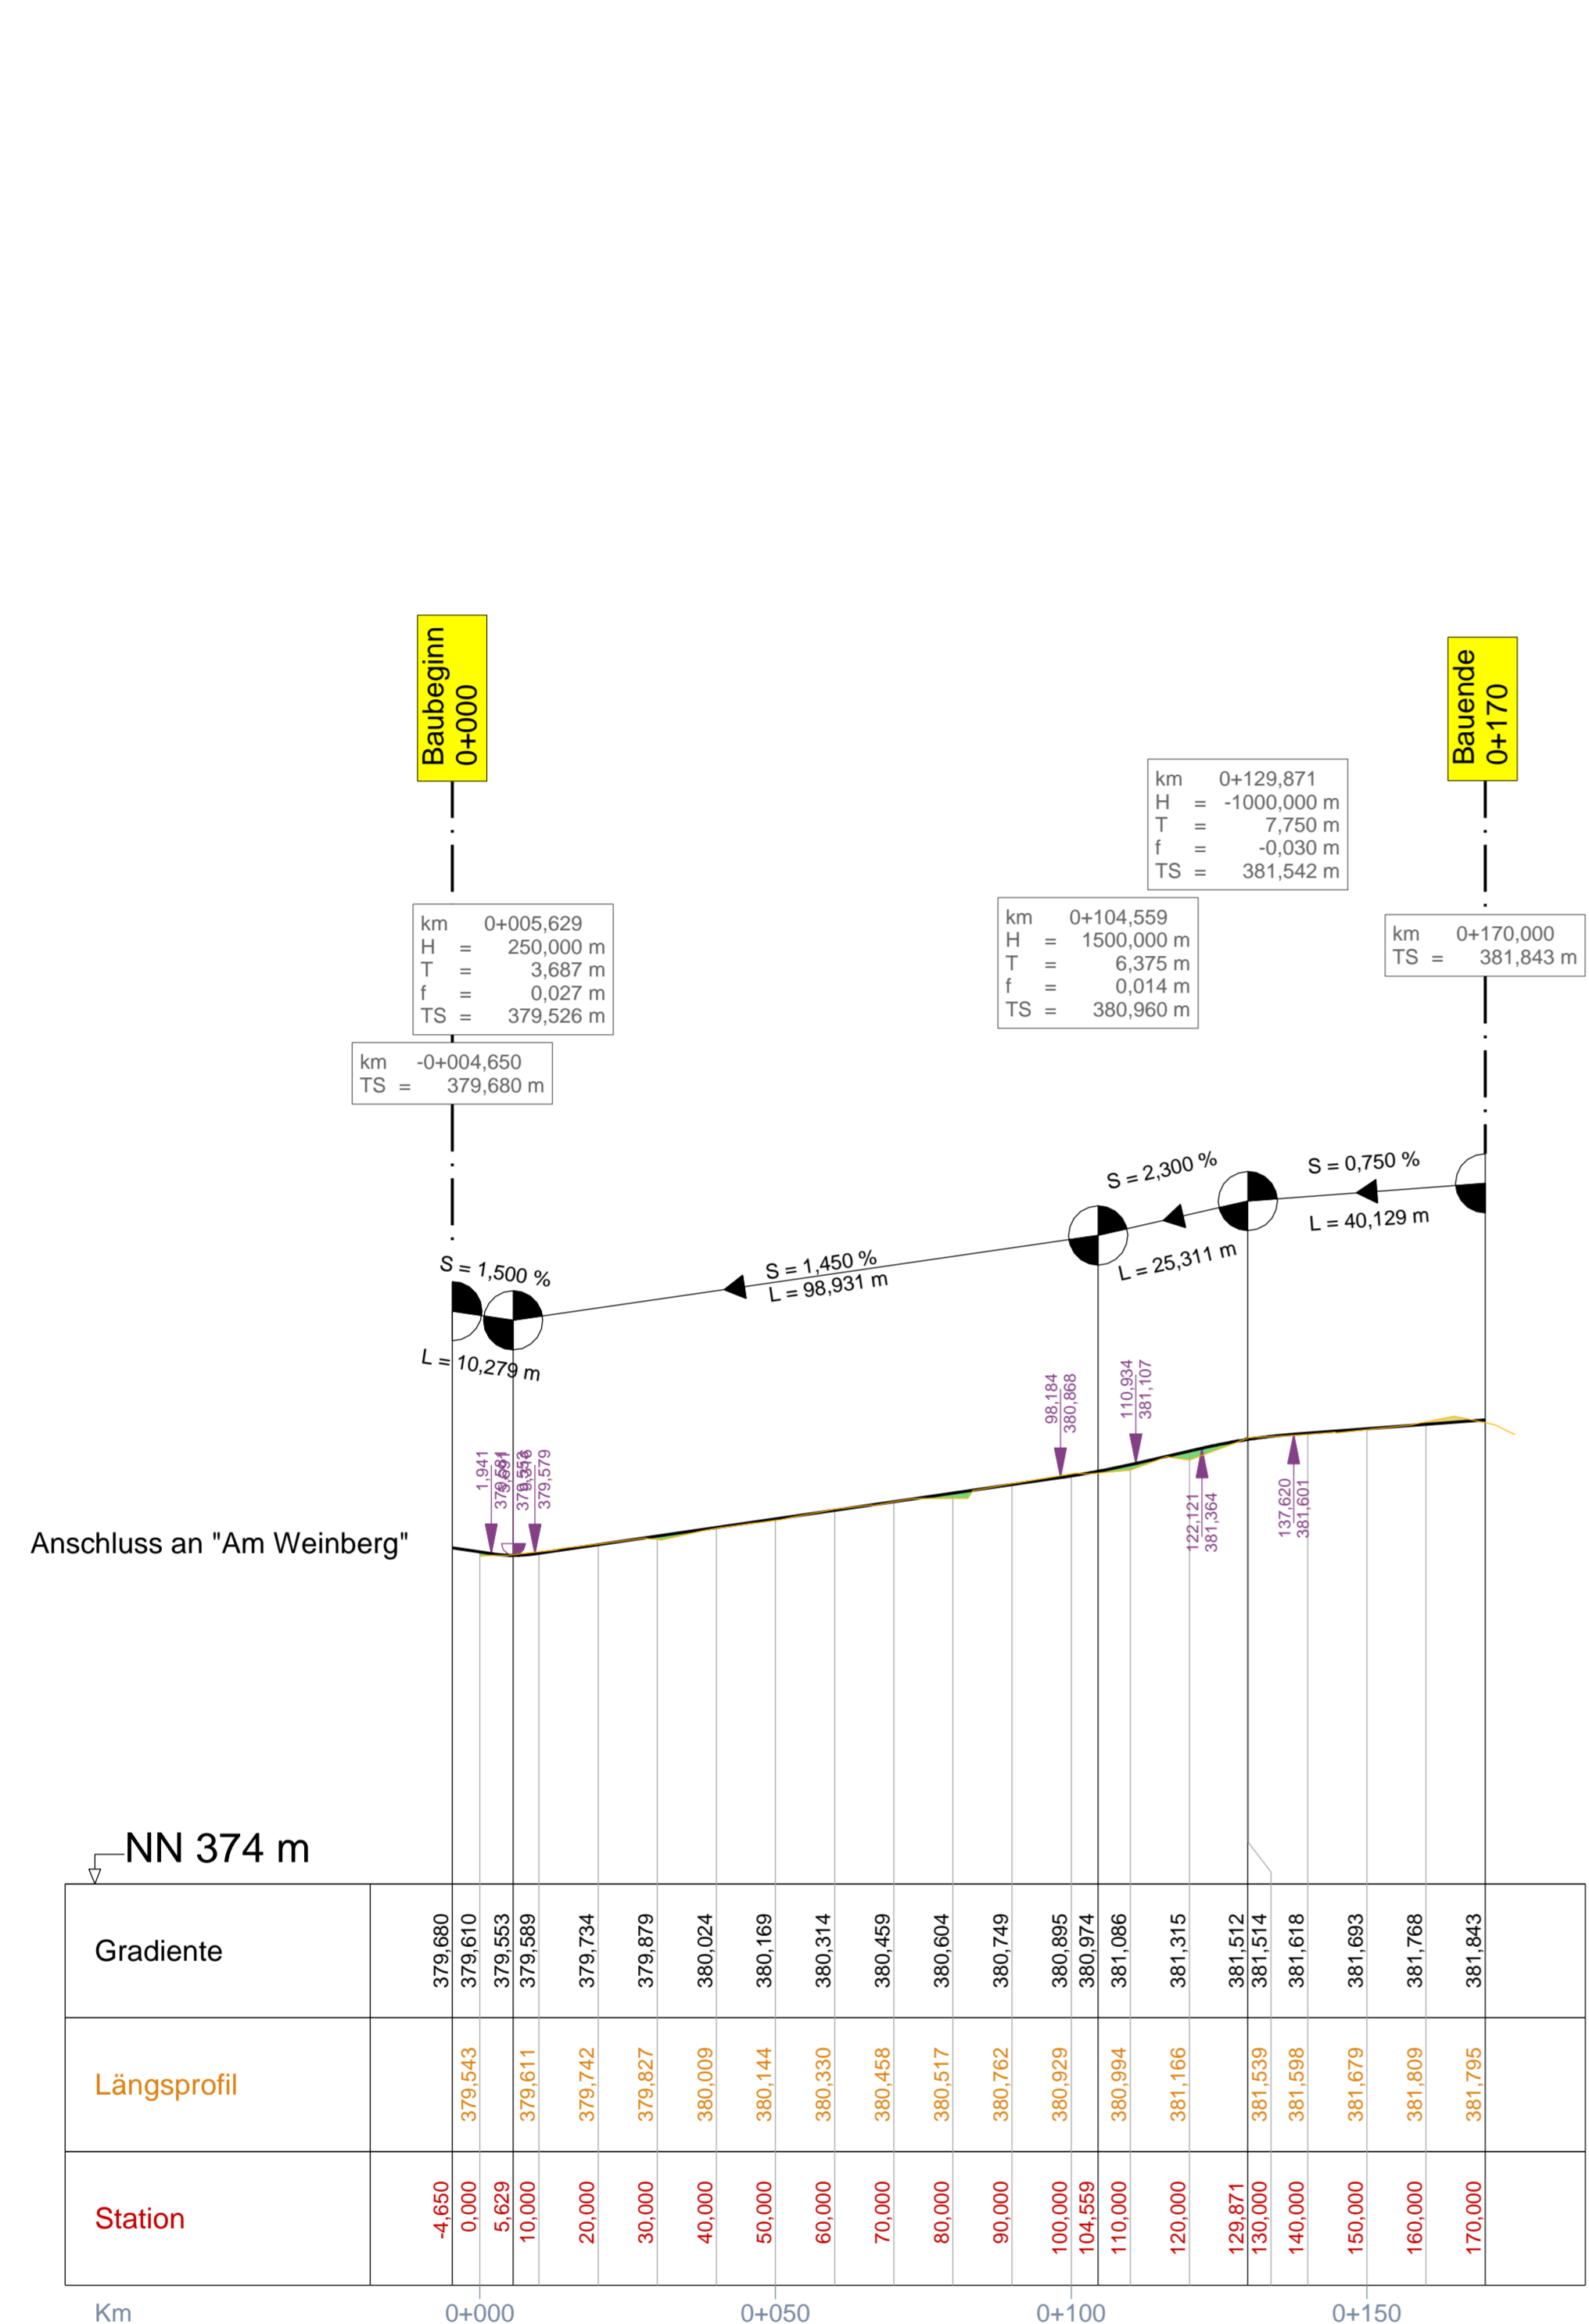 Baubeginn
0+000
Bauende
0+170
km 0+129,871
H = -1000,000 m
T = 7,750 m
f = -0,030 m
TS = 381,542 m
km 0+005,629
H = 250,000 m
T = 3,687 m
f = 0,027 m
TS = 379,526 m
km 0+104,559
H = 1500,000 m
T = 6,375 m
f = 0,014 m
TS = 380,960 m
km 0+170,000
TS = 381,843 m
km -0+004,650
TS = 379,680 m
S = 1,500 %
L = 10,279 m
S = 1,450 %
L = 98,931 m
S = 2,300 %
L = 25,311 m
S = 0,750 %
L = 40,129 m
1,941
379,579
98,184
380,868
110,934
381,107
122,121
381,364
137,620
381,601
Anschluss an "Am Weinberg"
NN 374 m
Gradiente 379,680 379,610 379,553 379,589 379,734 379,879 380,024 380,169 380,314 380,459 380,604 380,749 380,895 380,974 381,086 381,315 381,512 381,514 381,618 381,693 381,768 381,843
Längsprofil 379,543 379,611 379,742 379,827 380,009 380,144 380,330 380,458 380,517 380,762 380,929 380,994 381,166 381,539 381,598 381,679 381,809 381,795
Station -4,650 0,000 5,629 10,000 20,000 30,000 40,000 50,000 60,000 70,000 80,000 90,000 100,000 104,559 110,000 120,000 129,871 130,000 140,000 150,000 160,000 170,000
Km 0+000 0+050 0+100 0+150